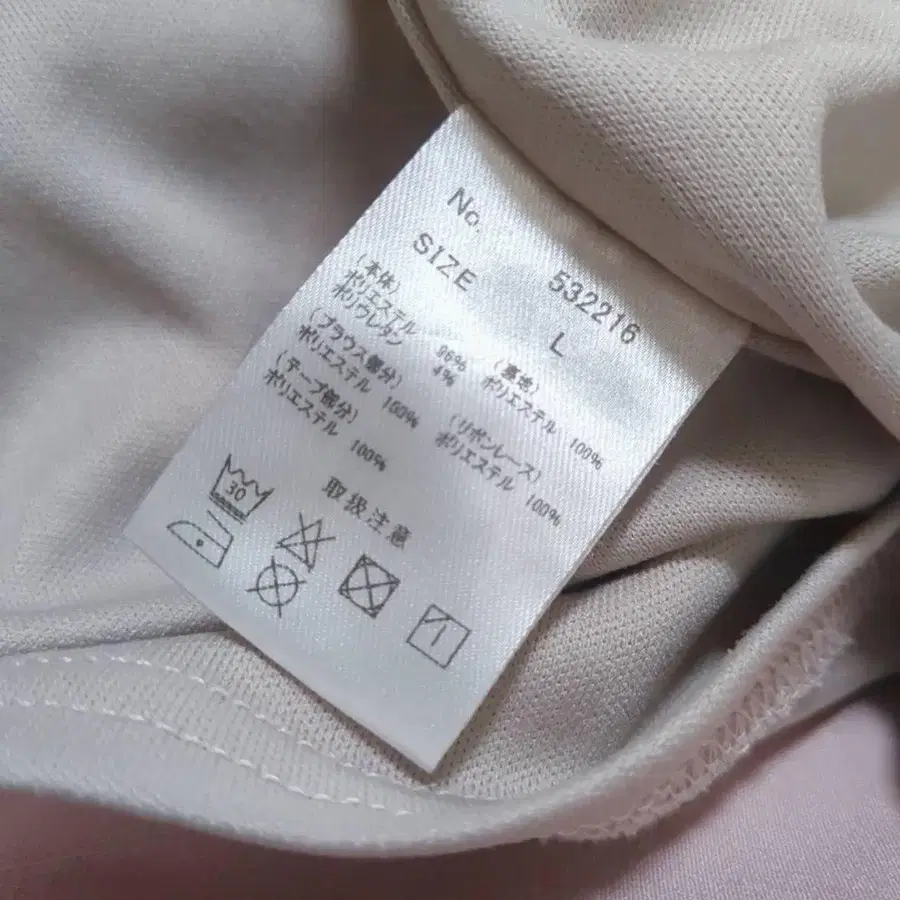 No. 532216
SIZE L
(本体)
ポリエステル 96%
ポリウレタン 4%
(ブラウス部分)
ポリエステル 100%
(テープ部分)
ポリエステル 100%
(裏地)
ポリエステル 100%
(リボンレース)
ポリエステル 100%
取扱注意
30